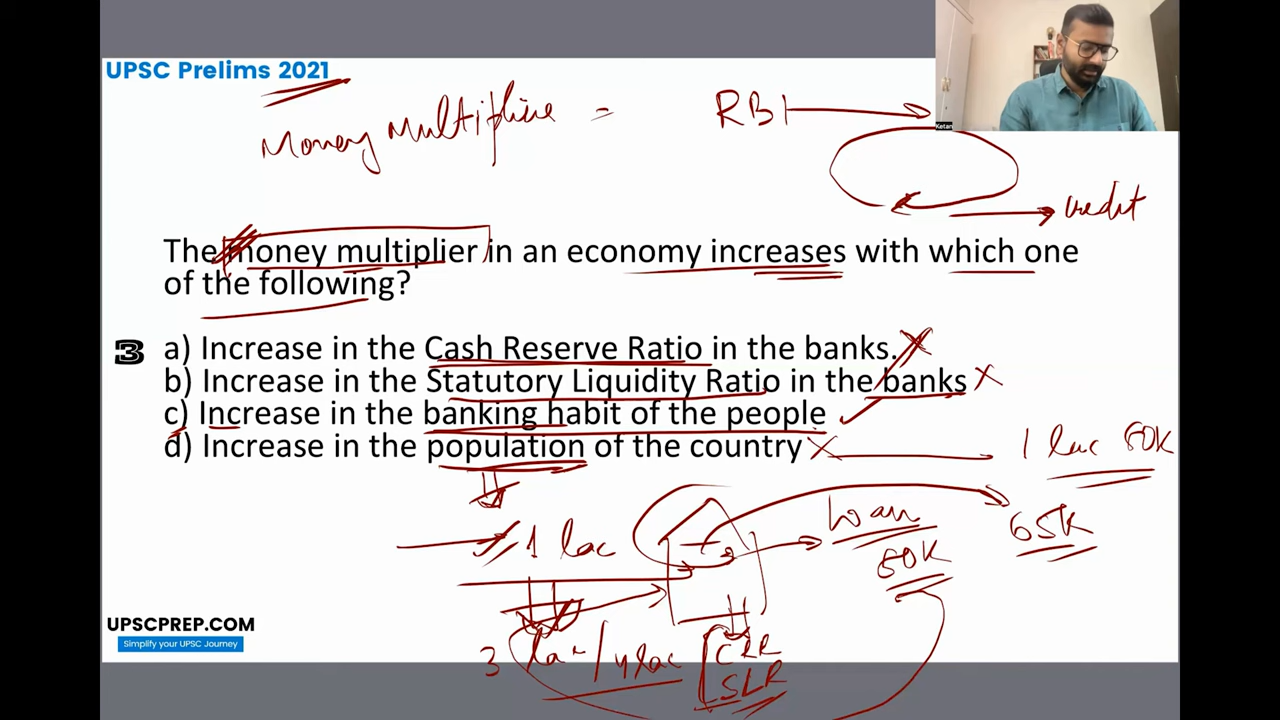 UPSC Prelims 2021
Money Multiplier =
RBI
credit
Ketan
The money multiplier in an economy increases with which one
of the following?
3
a) Increase in the Cash Reserve Ratio in the banks.
b) Increase in the Statutory Liquidity Ratio in the banks
c) Increase in the banking habit of the people
d) Increase in the population of the country
1 lac 50K
1 lac
loan
50K
65K
3 lac / 4 lac
CRR
SLR
UPSCPREP.COM
Simplify your UPSC Journey